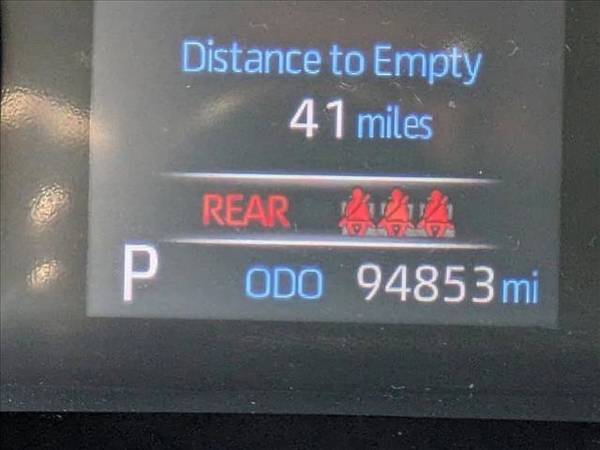 Distance to Empty
41 miles
REAR
P ODO 94853 mi